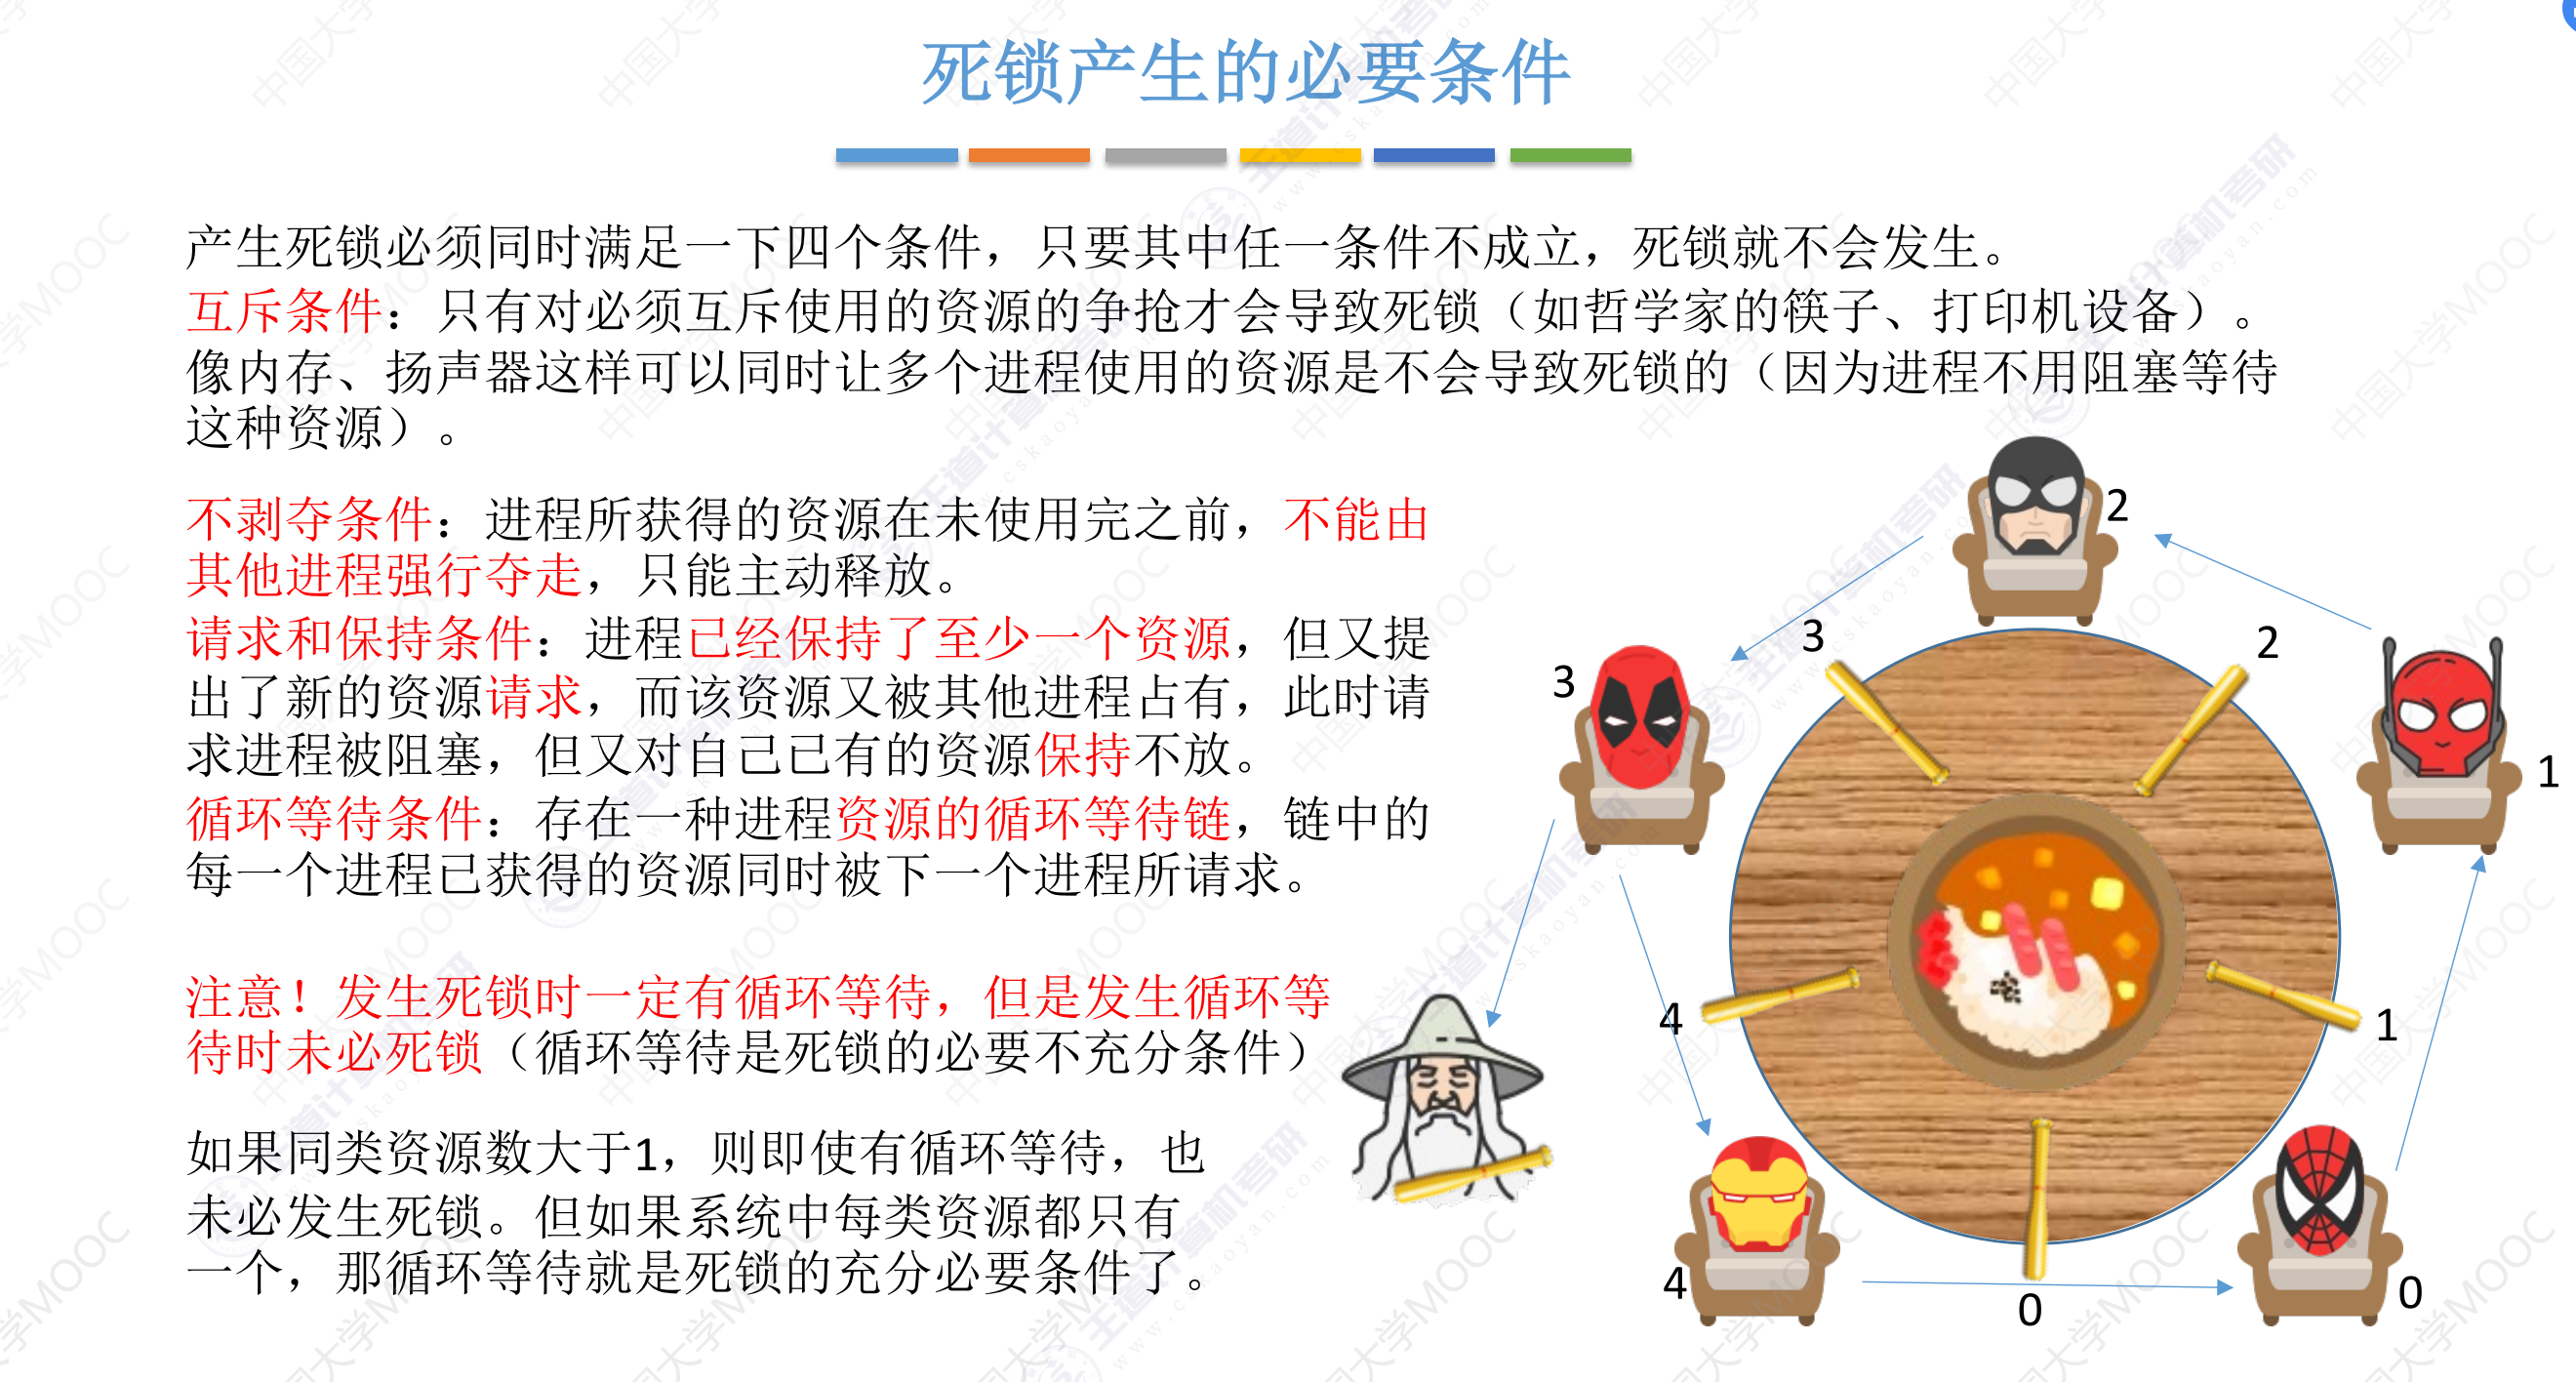 死锁产生的必要条件
产生死锁必须同时满足一下四个条件，只要其中任一条件不成立，死锁就不会发生。
互斥条件：只有对必须互斥使用的资源的争抢才会导致死锁（如哲学家的筷子、打印机设备）。
像内存、扬声器这样可以同时让多个进程使用的资源是不会导致死锁的（因为进程不用阻塞等待
这种资源）。
不剥夺条件：进程所获得的资源在未使用完之前，不能由
其他进程强行夺走，只能主动释放。
请求和保持条件：进程已经保持了至少一个资源，但又提
出了新的资源请求，而该资源又被其他进程占有，此时请
求进程被阻塞，但又对自己已有的资源保持不放。
循环等待条件：存在一种进程资源的循环等待链，链中的
每一个进程已获得的资源同时被下一个进程所请求。
注意！发生死锁时一定有循环等待，但是发生循环等
待时未必死锁（循环等待是死锁的必要不充分条件）
如果同类资源数大于1，则即使有循环等待，也
未必发生死锁。但如果系统中每类资源都只有
一个，那循环等待就是死锁的充分必要条件了。
2
3
2
3
1
4
1
4
0
0
中国大学MOOC
王道计算机考研
www.cskaoyan.com